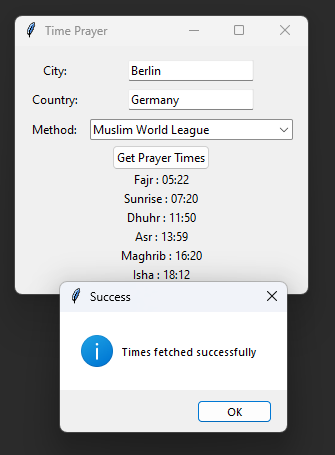 Time Prayer
City: Berlin
Country: Germany
Method: Muslim World League
Get Prayer Times
Fajr : 05:22
Sunrise : 07:20
Dhuhr : 11:50
Asr : 13:59
Maghrib : 16:20
Isha : 18:12
Success
Times fetched successfully
OK